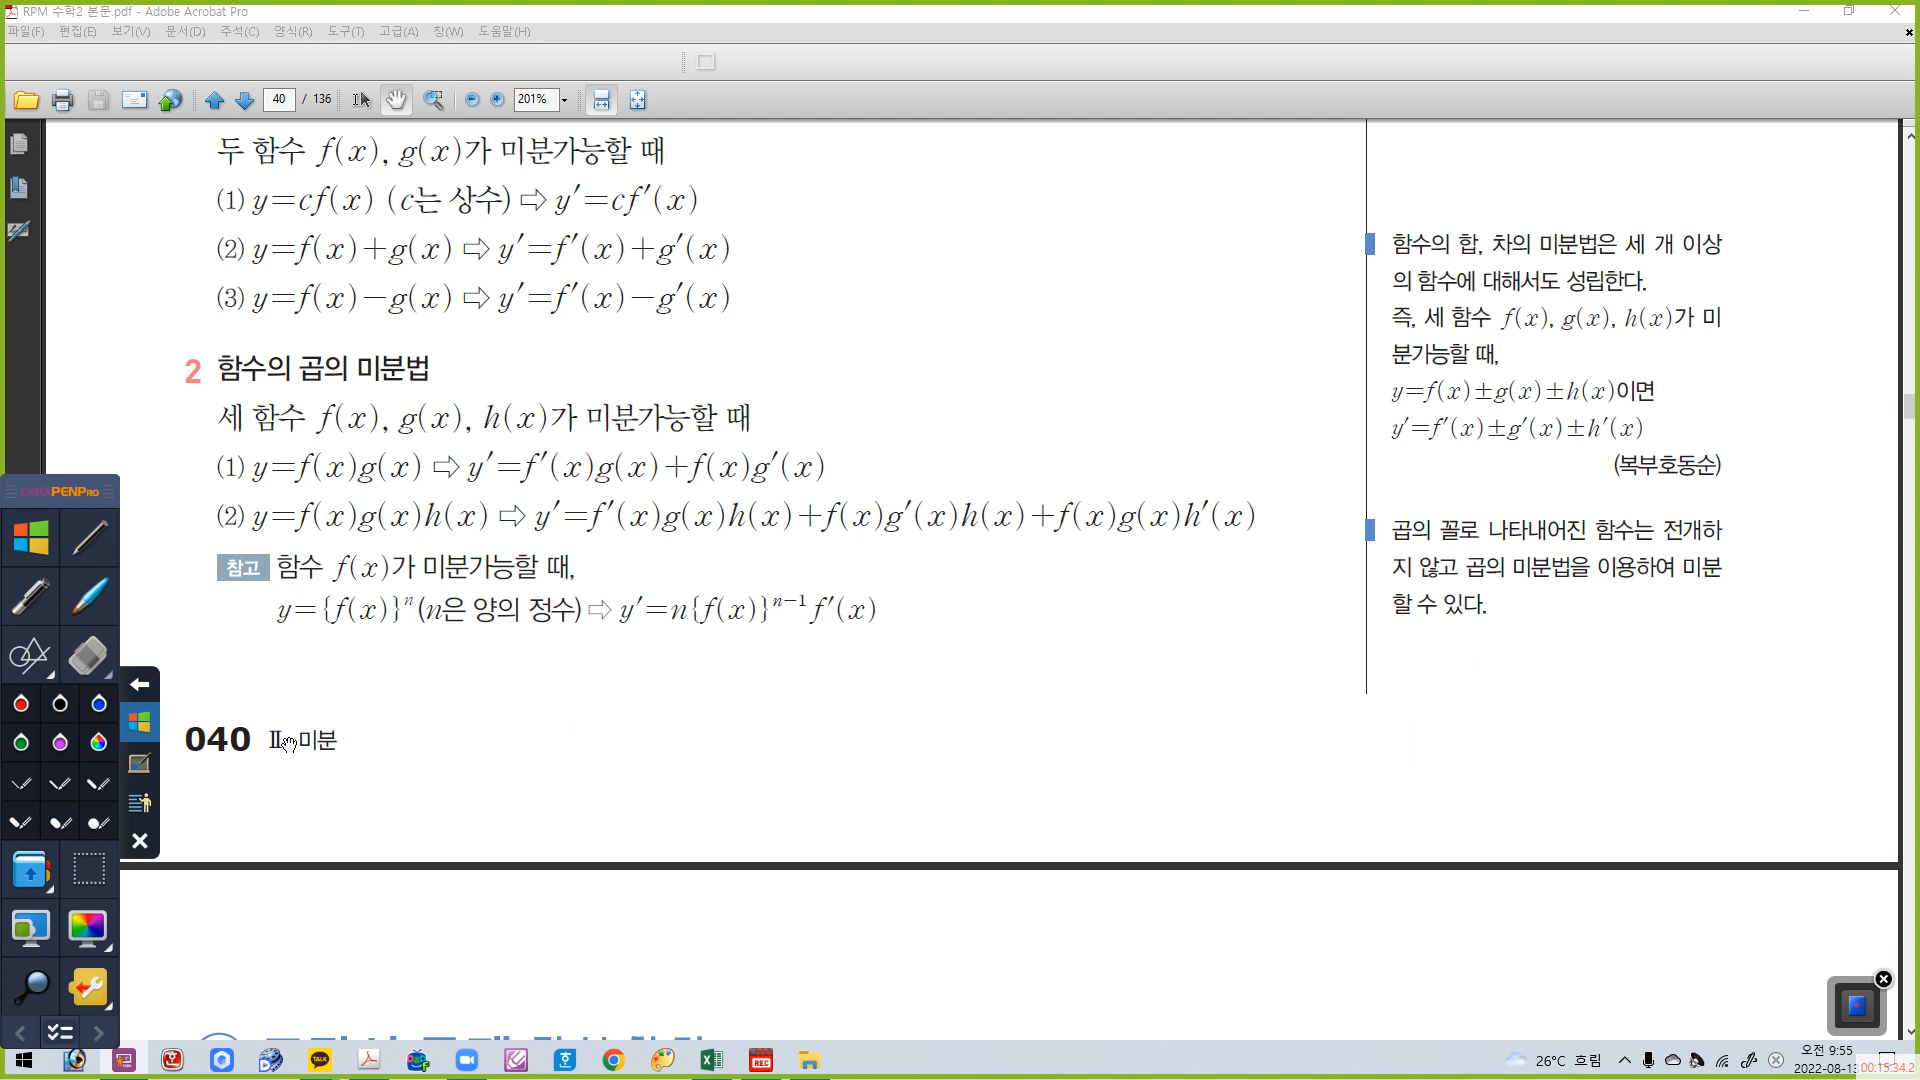 RPM 수학2 본문.pdf - Adobe Acrobat Pro
파일(F) 편집(E) 보기(V) 문서(D) 주석(C) 양식(R) 도구(T) 고급(A) 창(W) 도움말(H)
40 / 136 201%
두 함수 f(x), g(x)가 미분가능할 때
(1) y=cf(x) (c는 상수) ⇨ y′=cf′(x)
(2) y=f(x)+g(x) ⇨ y′=f′(x)+g′(x)
(3) y=f(x)−g(x) ⇨ y′=f′(x)−g′(x)
2 함수의 곱의 미분법
세 함수 f(x), g(x), h(x)가 미분가능할 때
(1) y=f(x)g(x) ⇨ y′=f′(x)g(x)+f(x)g′(x)
(2) y=f(x)g(x)h(x) ⇨ y′=f′(x)g(x)h(x)+f(x)g′(x)h(x)+f(x)g(x)h′(x)
참고 함수 f(x)가 미분가능할 때,
y={f(x)}ⁿ (n은 양의 정수) ⇨ y′=n{f(x)}ⁿ⁻¹f′(x)
040 Ⅱ 미분
함수의 합, 차의 미분법은 세 개 이상
의 함수에 대해서도 성립한다.
즉, 세 함수 f(x), g(x), h(x)가 미
분가능할 때,
y=f(x)±g(x)±h(x)이면
y′=f′(x)±g′(x)±h′(x)
(복부호동순)
곱의 꼴로 나타내어진 함수는 전개하
지 않고 곱의 미분법을 이용하여 미분
할 수 있다.
CARAPENPRO
TALK
REC
26°C 흐림
오전 9:55
2022-08-13
00:15:34.2